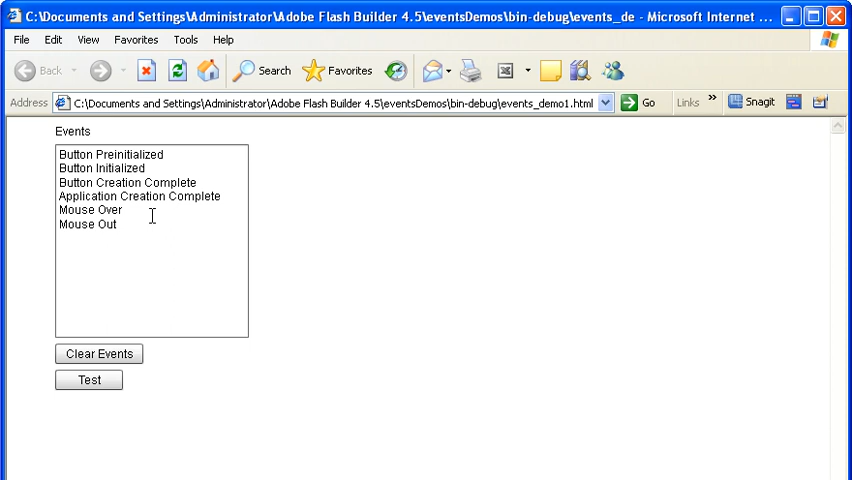 C:\Documents and Settings\Administrator\Adobe Flash Builder 4.5\eventsDemos\bin-debug\events_de - Microsoft Internet ...
File Edit View Favorites Tools Help
Back Search Favorites
Address C:\Documents and Settings\Administrator\Adobe Flash Builder 4.5\eventsDemos\bin-debug\events_demo1.html Go Links » Snagit
Events
Button Preinitialized
Button Initialized
Button Creation Complete
Application Creation Complete
Mouse Over
Mouse Out
Clear Events
Test